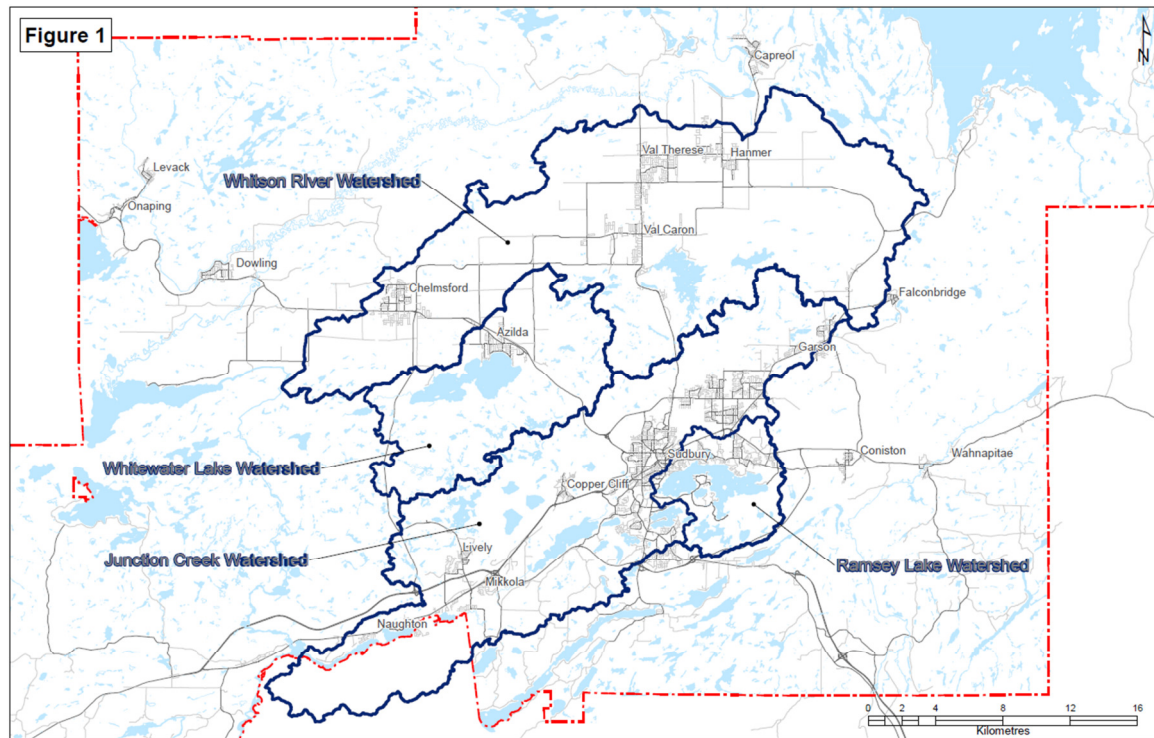 Figure 1
N
Capreol
Val Therese
Hanmer
Levack
Whitson River Watershed
Onaping
Val Caron
Dowling
Chelmsford
Falconbridge
Azilda
Garson
Whitewater Lake Watershed
Sudbury
Coniston
Wahnapitae
Copper Cliff
Junction Creek Watershed
Lively
Ramsey Lake Watershed
Mikkola
Naughton
0 2 4 8 12 16
Kilometres